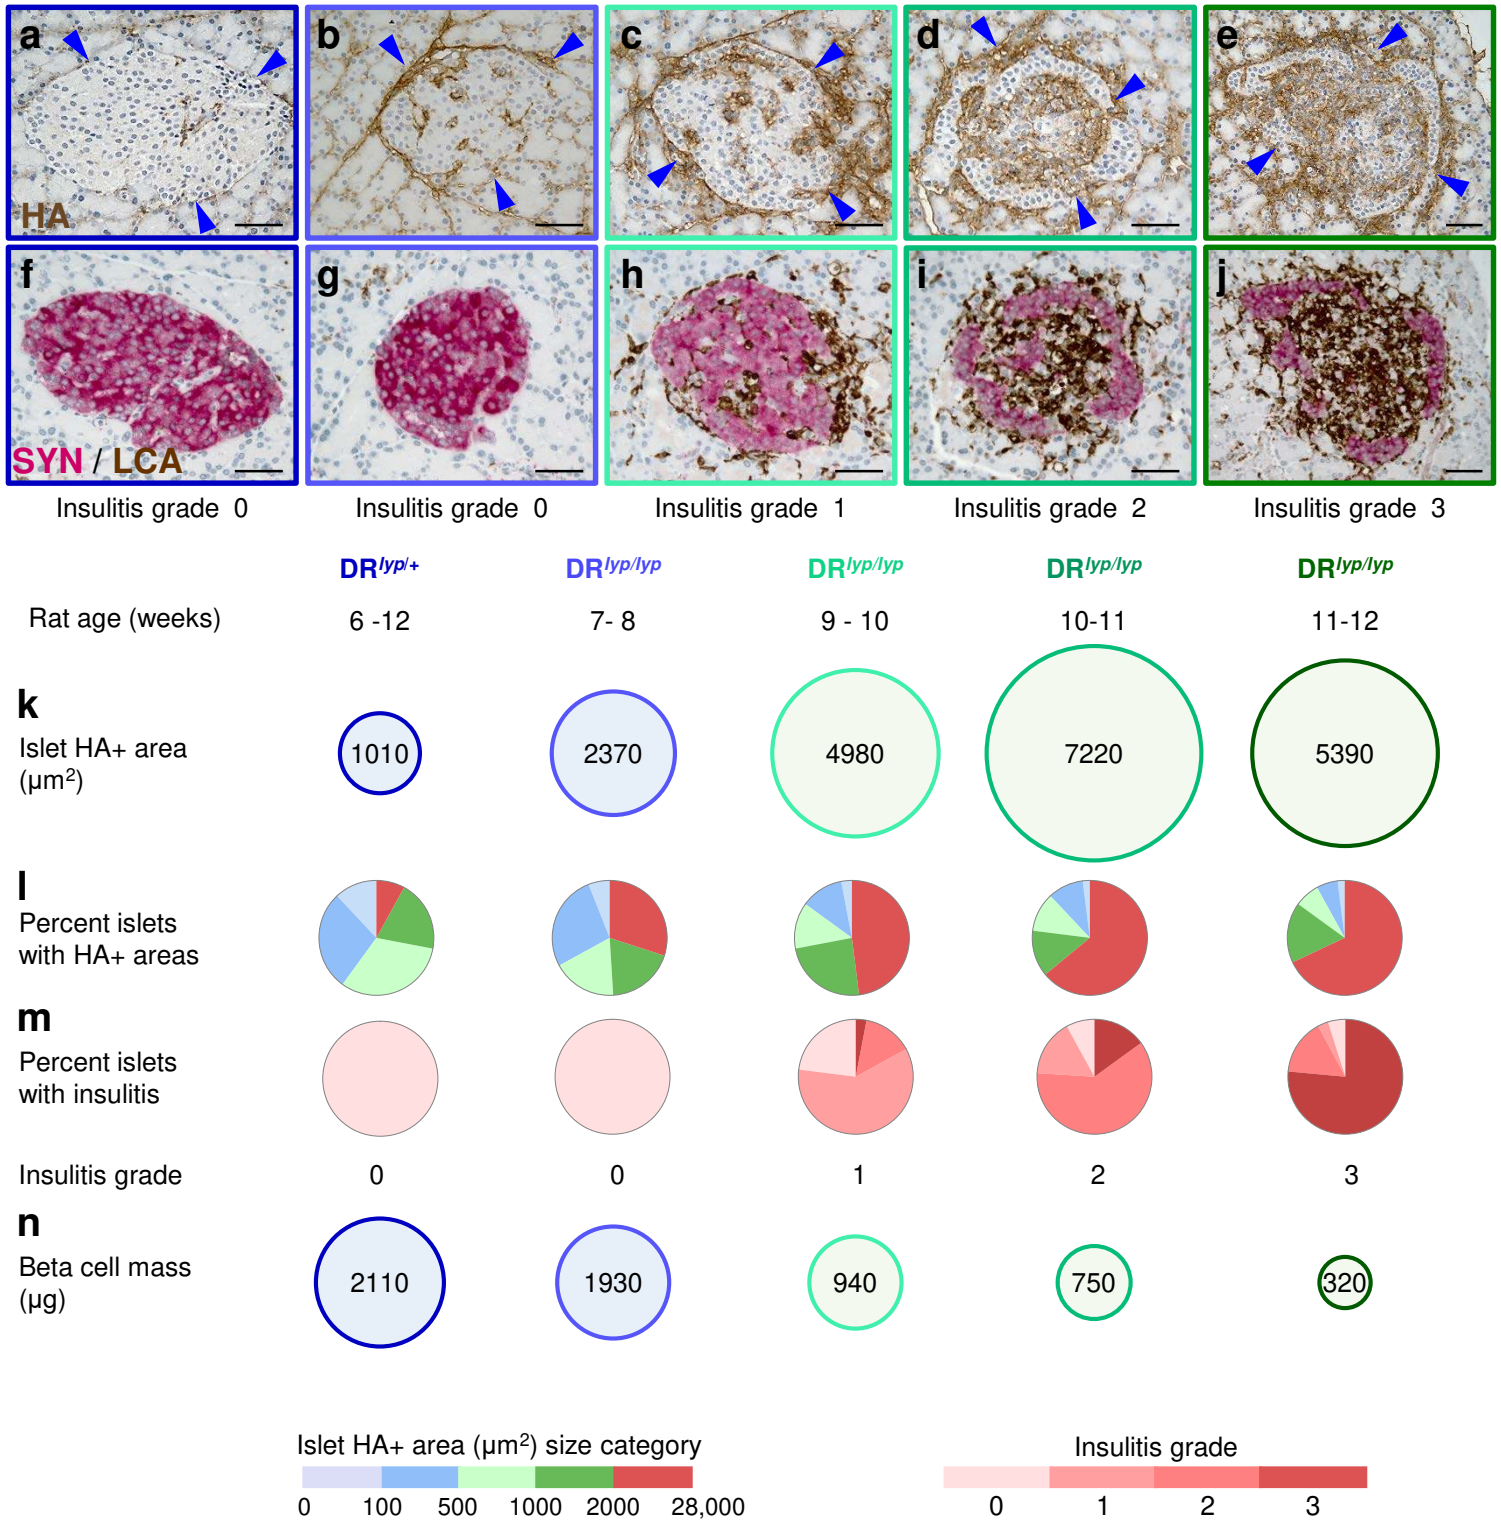 a b c d e
HA
f g h i j
SYN / LCA
Insulitis grade 0 Insulitis grade 0 Insulitis grade 1 Insulitis grade 2 Insulitis grade 3
DRlyp/+ DRlyp/lyp DRlyp/lyp DRlyp/lyp DRlyp/lyp
Rat age (weeks) 6 -12 7- 8 9 - 10 10-11 11-12
k
Islet HA+ area
(µm²)
1010 2370 4980 7220 5390
l
Percent islets
with HA+ areas
m
Percent islets
with insulitis
Insulitis grade 0 0 1 2 3
n
Beta cell mass
(µg)
2110 1930 940 750 320
Islet HA+ area (µm²) size category
0 100 500 1000 2000 28,000
Insulitis grade
0 1 2 3